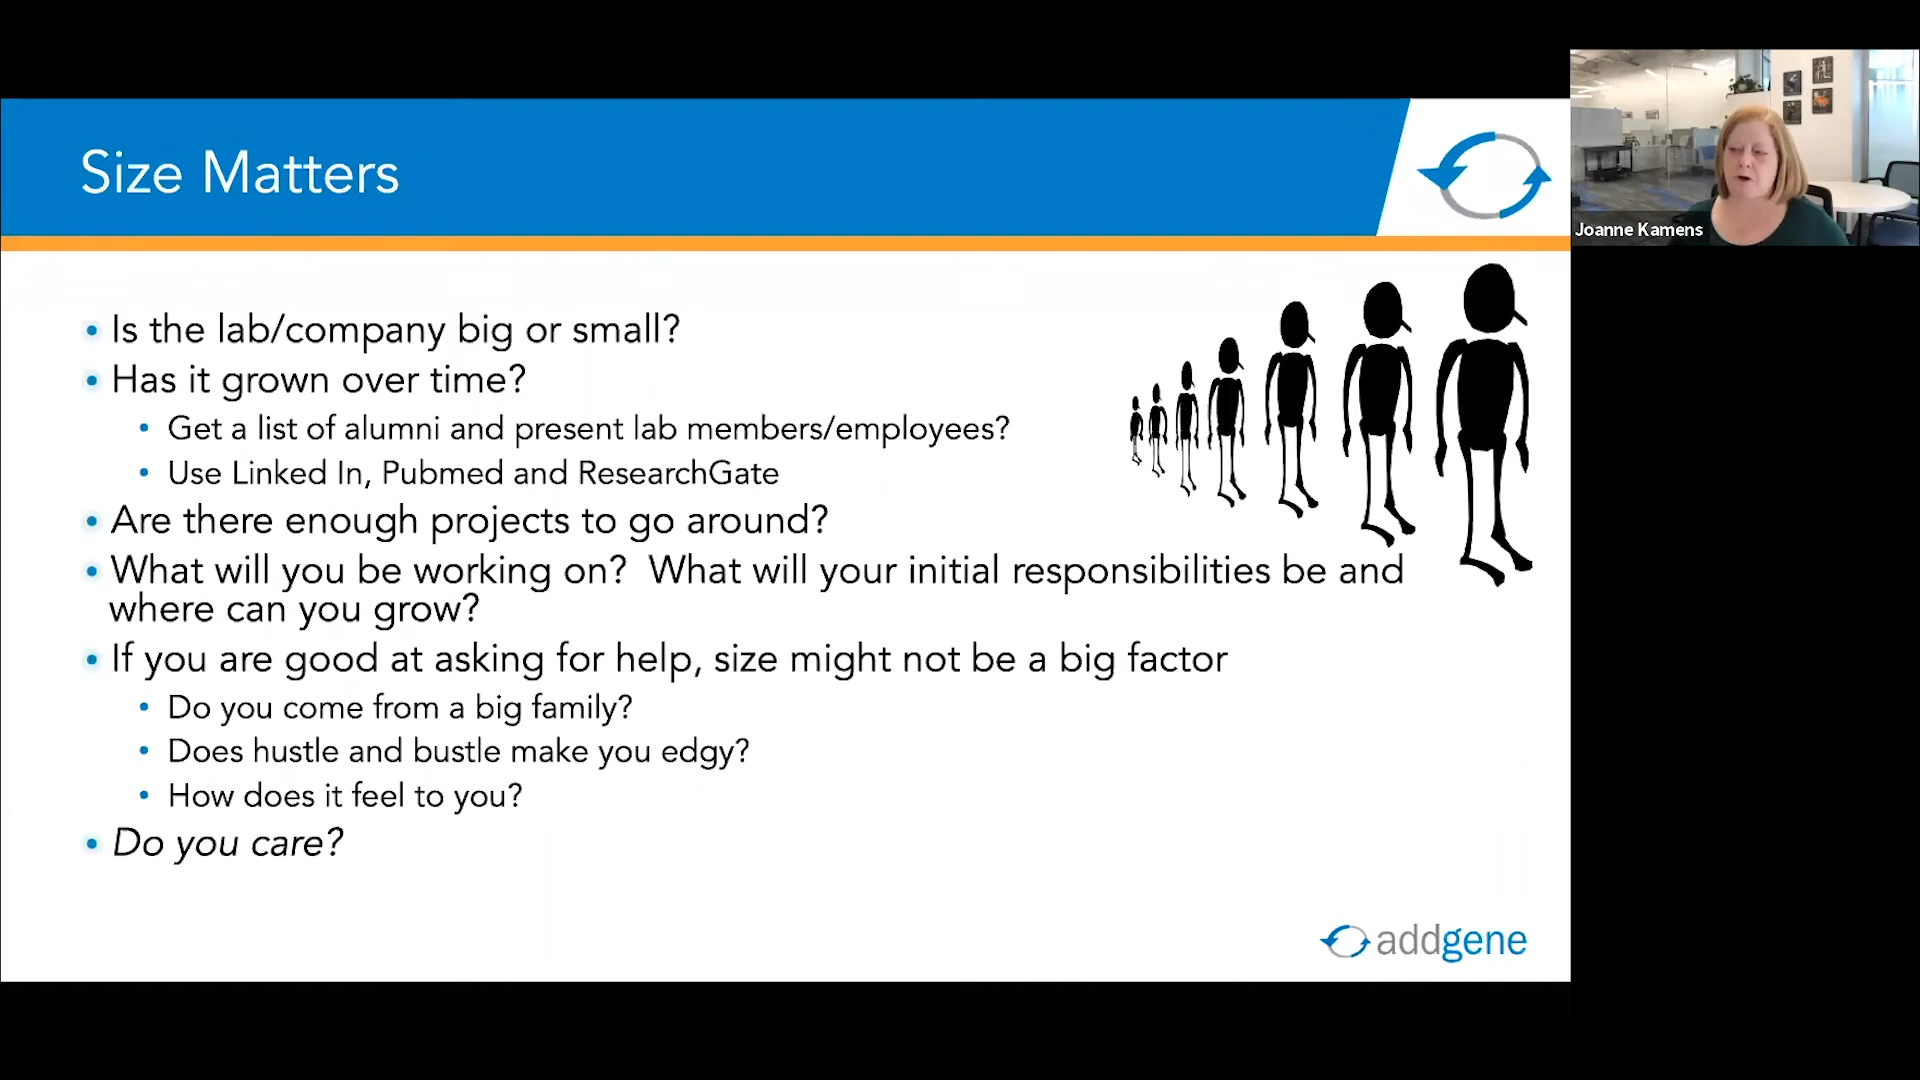 Size Matters
Joanne Kamens
• Is the lab/company big or small?
• Has it grown over time?
• Get a list of alumni and present lab members/employees?
• Use Linked In, Pubmed and ResearchGate
• Are there enough projects to go around?
• What will you be working on?  What will your initial responsibilities be and
where can you grow?
• If you are good at asking for help, size might not be a big factor
• Do you come from a big family?
• Does hustle and bustle make you edgy?
• How does it feel to you?
• Do you care?
addgene